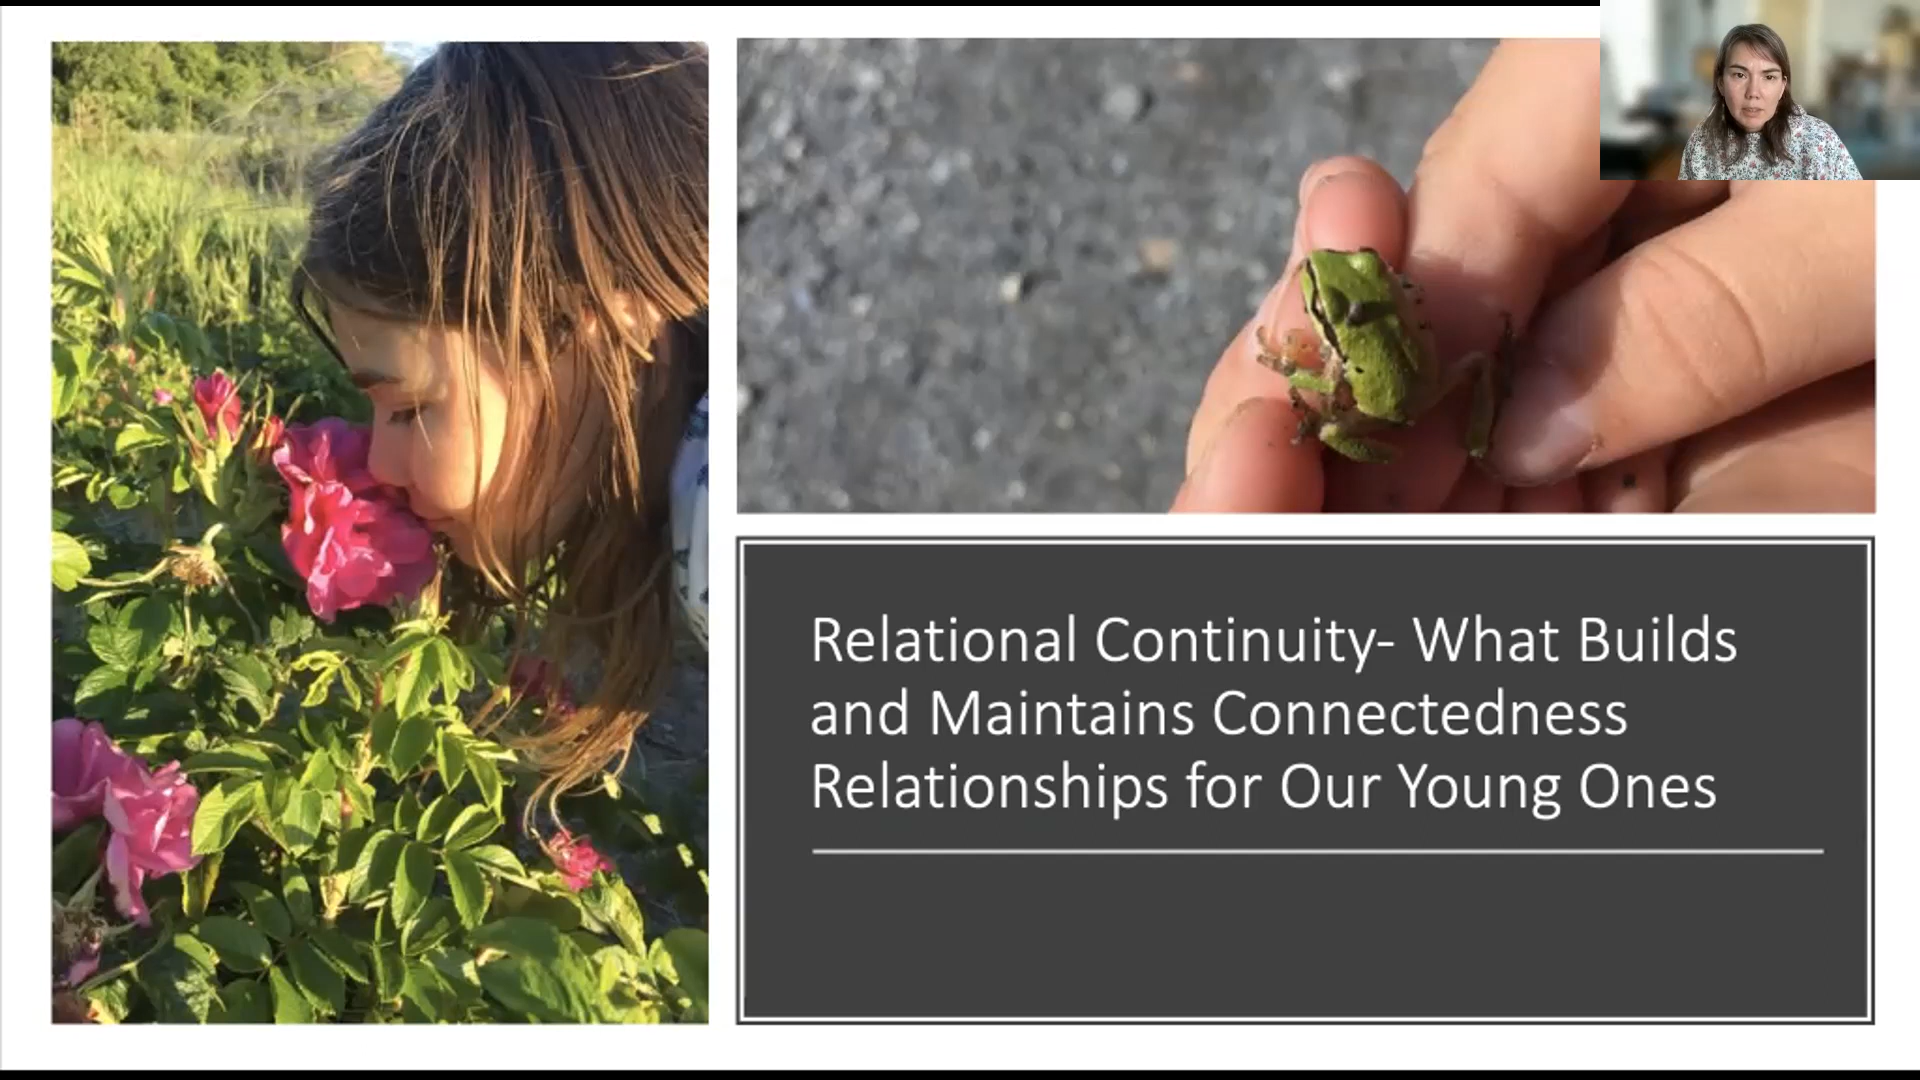 Relational Continuity- What Builds
and Maintains Connectedness
Relationships for Our Young Ones